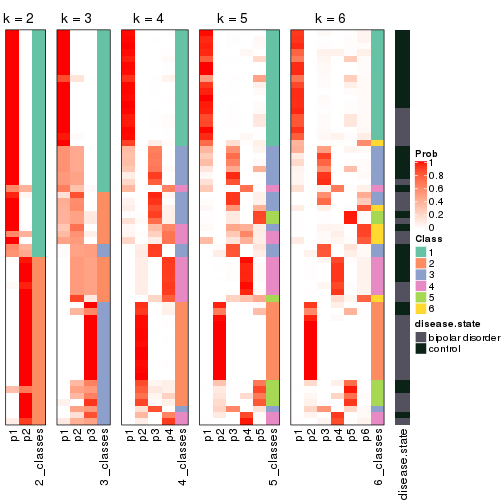 k = 2
k = 3
k = 4
k = 5
k = 6
p1
p2
2_classes
p1
p2
p3
3_classes
p1
p2
p3
p4
4_classes
p1
p2
p3
p4
p5
5_classes
p1
p2
p3
p4
p5
p6
6_classes
disease.state
Prob
1
0.8
0.6
0.4
0.2
0
Class
1
2
3
4
5
6
disease.state
bipolar disorder
control